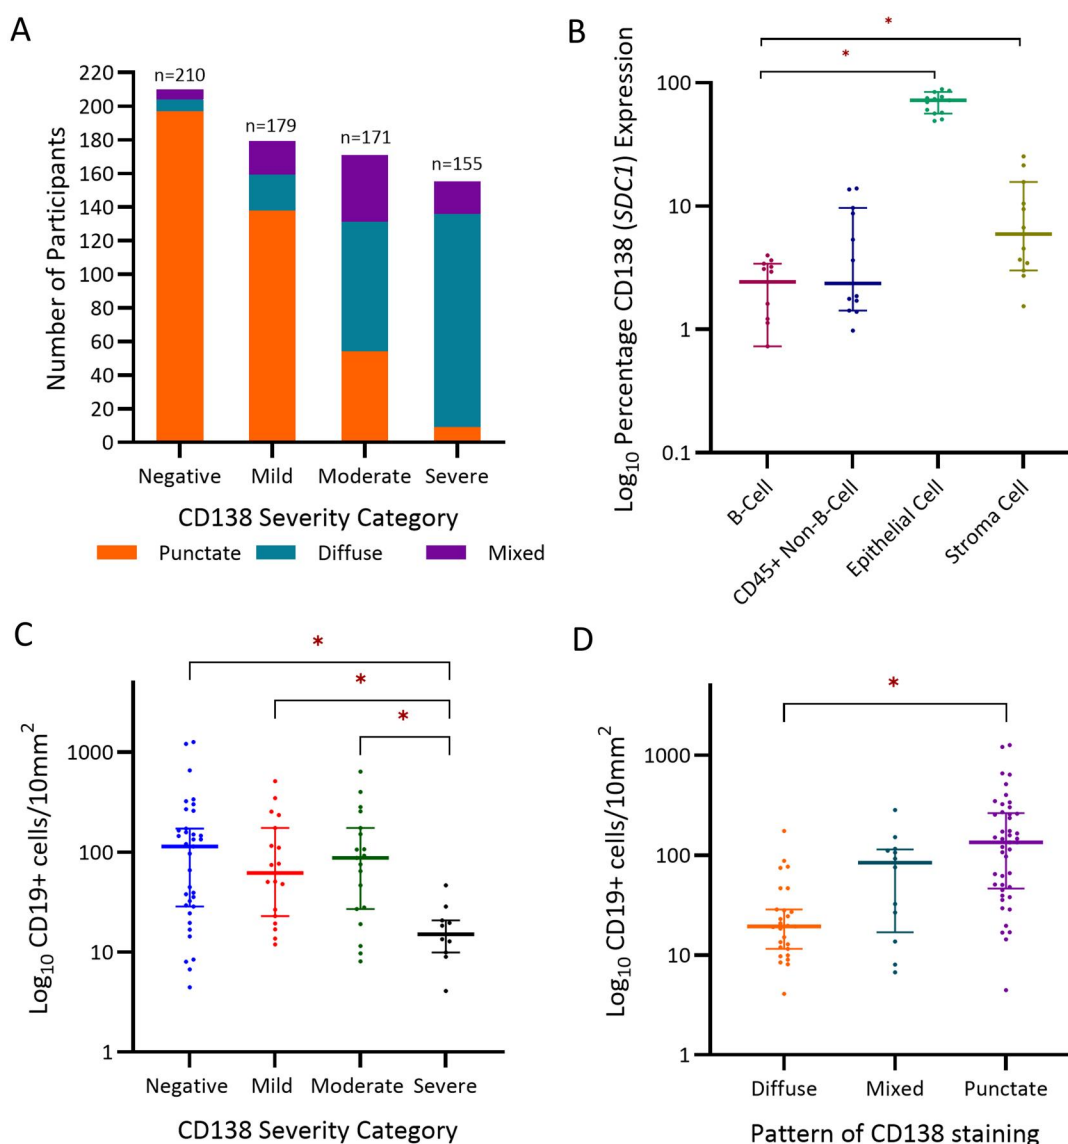 A
Number of Participants
220
200
180
160
140
120
100
80
60
40
20
0
n=210
n=179
n=171
n=155
Negative Mild Moderate Severe
CD138 Severity Category
Punctate Diffuse Mixed
B
Log10 Percentage CD138 (SDC1) Expression
100
10
1
0.1
* 
*
B-Cell
CD45+ Non-B-Cell
Epithelial Cell
Stroma Cell
C
Log10 CD19+ cells/10mm2
1000
100
10
1
*
*
*
Negative Mild Moderate Severe
CD138 Severity Category
D
Log10 CD19+ cells/10mm2
1000
100
10
1
*
Diffuse Mixed Punctate
Pattern of CD138 staining